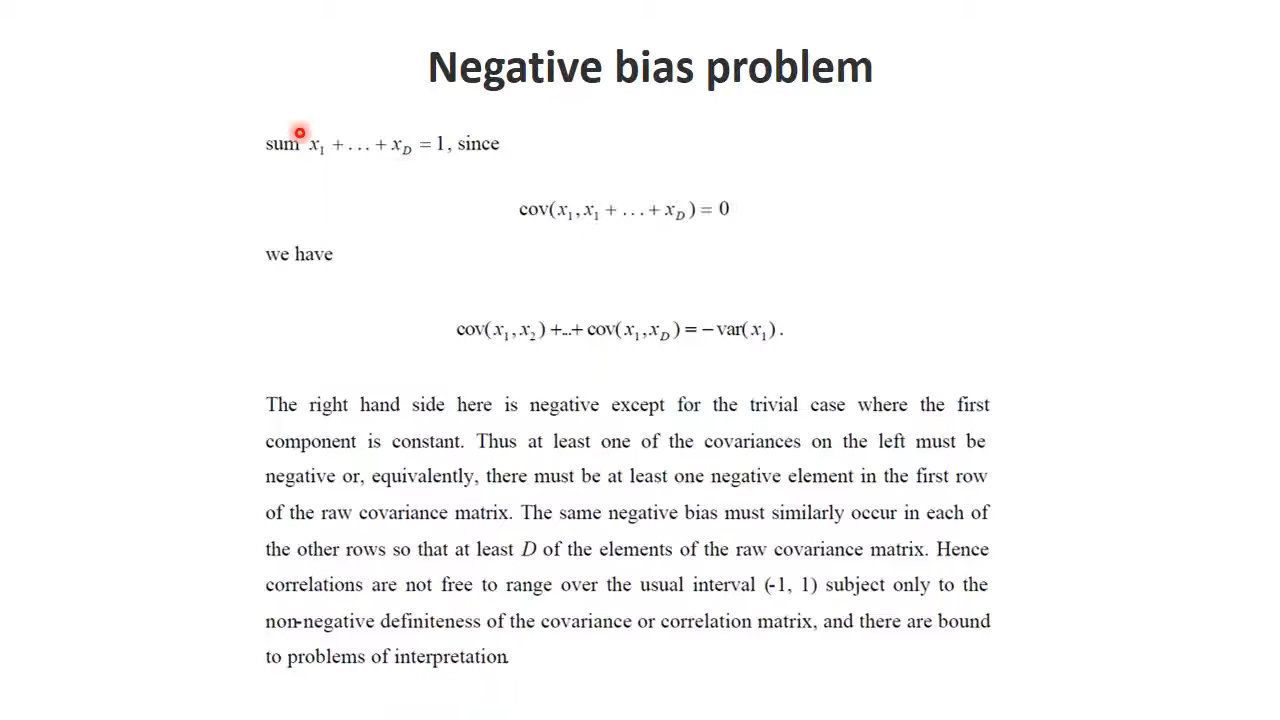 Negative bias problem
sum x₁ + . . . + x_D = 1, since
cov(x₁, x₁ + . . . + x_D) = 0
we have
cov(x₁, x₂) +...+ cov(x₁, x_D) = − var(x₁) .
The right hand side here is negative except for the trivial case where the first
component is constant. Thus at least one of the covariances on the left must be
negative or, equivalently, there must be at least one negative element in the first row
of the raw covariance matrix. The same negative bias must similarly occur in each of
the other rows so that at least D of the elements of the raw covariance matrix. Hence
correlations are not free to range over the usual interval (-1, 1) subject only to the
non-negative definiteness of the covariance or correlation matrix, and there are bound
to problems of interpretation.